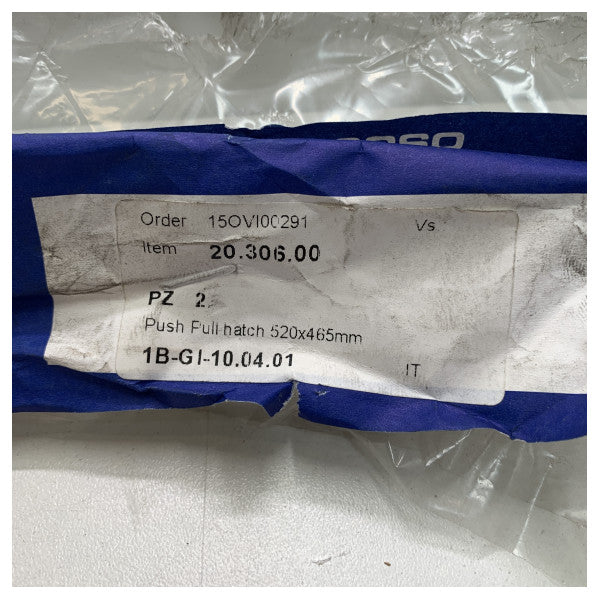 Order 15OVI00291 Vs
Item 20.306.00
PZ 2
Push Full hatch 520x465mm
1B-GI-10.04.01 IT